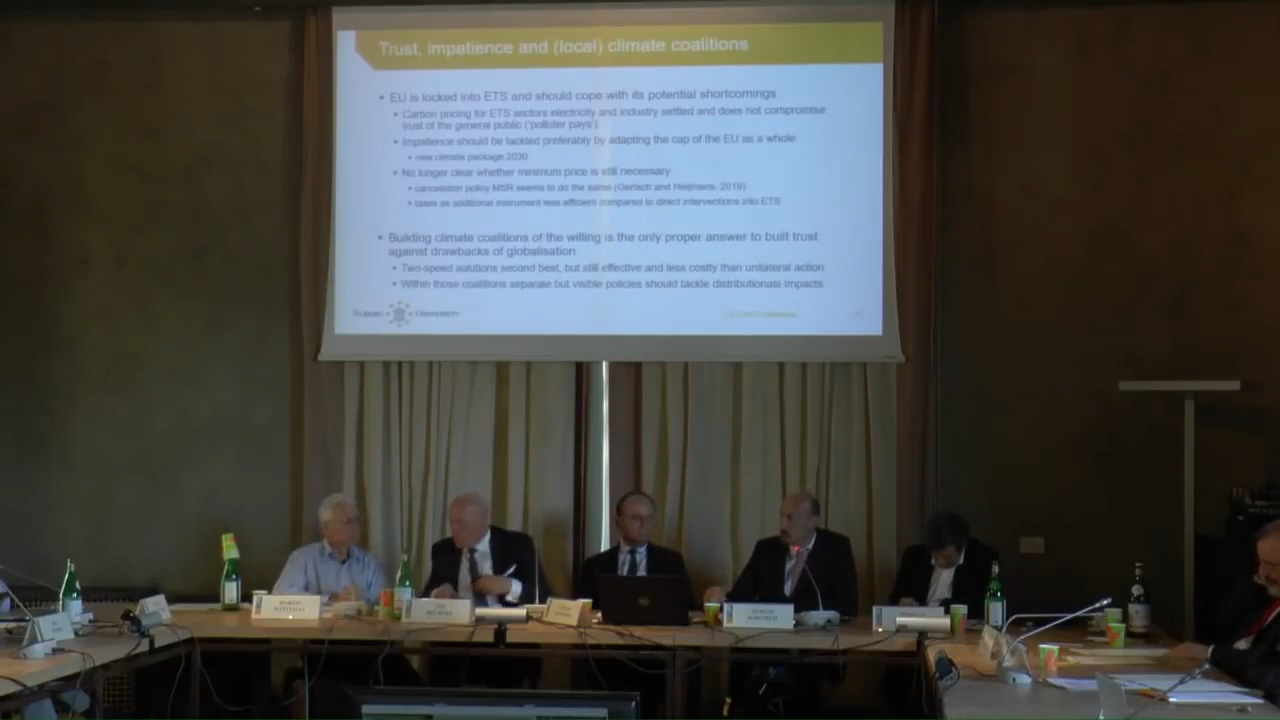 Trust, impatience and (local) climate coalitions
EU is locked into ETS and should cope with its potential shortcomings
Carbon pricing for ETS sectors electricity and industry settled and does not compromise
trust of the general public ('polluter pays')
Impatience should be tackled preferably by adapting the cap of the EU as a whole
new climate package 2030
No longer clear whether minimum price is still necessary
cancelation policy MSR seems to do the same (Gerlach and Heijmans, 2019)
taxes as additional instrument less efficient compared to direct interventions into ETS
Building climate coalitions of the willing is the only proper answer to built trust
against drawbacks of globalisation
Two-speed solutions second best, but still effective and less costly than unilateral action
Within those coalitions separate but visible policies should tackle distributionals impacts
Tilburg University
MARTIN
WEITZMAN